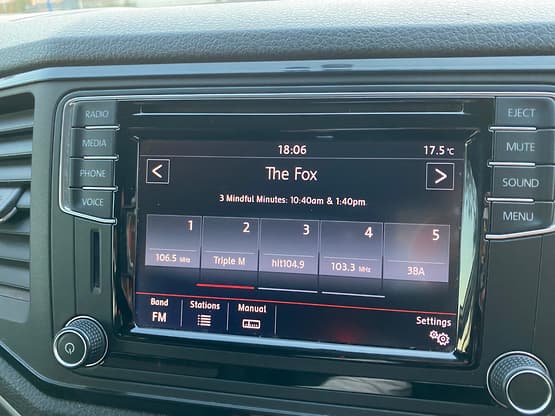 RADIO
MEDIA
PHONE
VOICE
EJECT
MUTE
SOUND
MENU
18:06 17.5 °C
< The Fox >
3 Mindful Minutes: 10:40am & 1:40pm
1 2 3 4 5
106.5 MHz Triple M hit104.9 103.3 MHz 3BA
Band Stations Manual
FM
Settings